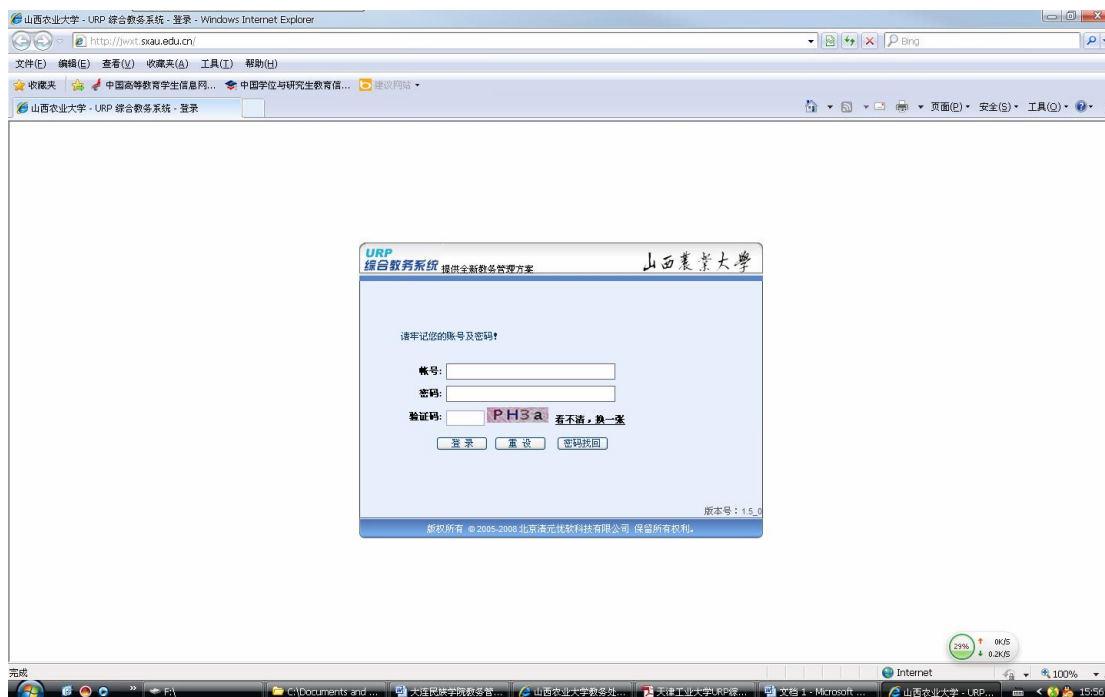 山西农业大学 - URP 综合教务系统 - 登录 - Windows Internet Explorer
http://jwxt.sxau.edu.cn/
Bing
文件(F) 编辑(E) 查看(V) 收藏夹(A) 工具(T) 帮助(H)
收藏夹 中国高等教育学生信息网... 中国学位与研究生教育信... 建议网站
山西农业大学 - URP 综合教务系统 - 登录
页面(P) 安全(S) 工具(O)
URP
综合教务系统 提供全新教务管理方案
山西農業大學
请牢记您的账号及密码!
帐号:
密码:
验证码: PH3a 看不清，换一张
登 录 重 设 密码找回
版本号：1.5_0
版权所有 ©2005-2008 北京清元优软科技有限公司 保留所有权利。
29% 0K/S
0.2K/S
完成 Internet 100%
F:\ C:\Documents and ... 大连民族学院教务管... 山西农业大学教务处... 天津工业大学URP综... 文档 1 - Microsoft ... 山西农业大学 - URP... 15:56